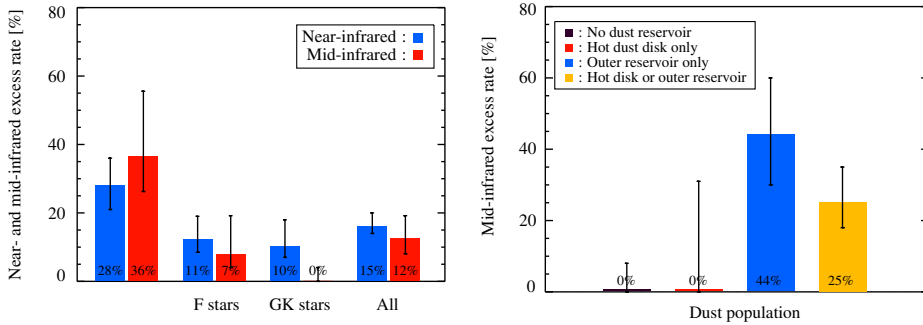 Near- and mid-infrared excess rate [%]
80
60
40
20
0
Near-infrared :
Mid-infrared :
28%
36%
11%
7%
10%
0%
15%
12%
F stars
GK stars
All
Mid-infrared excess rate [%]
80
60
40
20
0
: No dust reservoir
: Hot dust disk only
: Outer reservoir only
: Hot disk or outer reservoir
0%
0%
44%
25%
Dust population